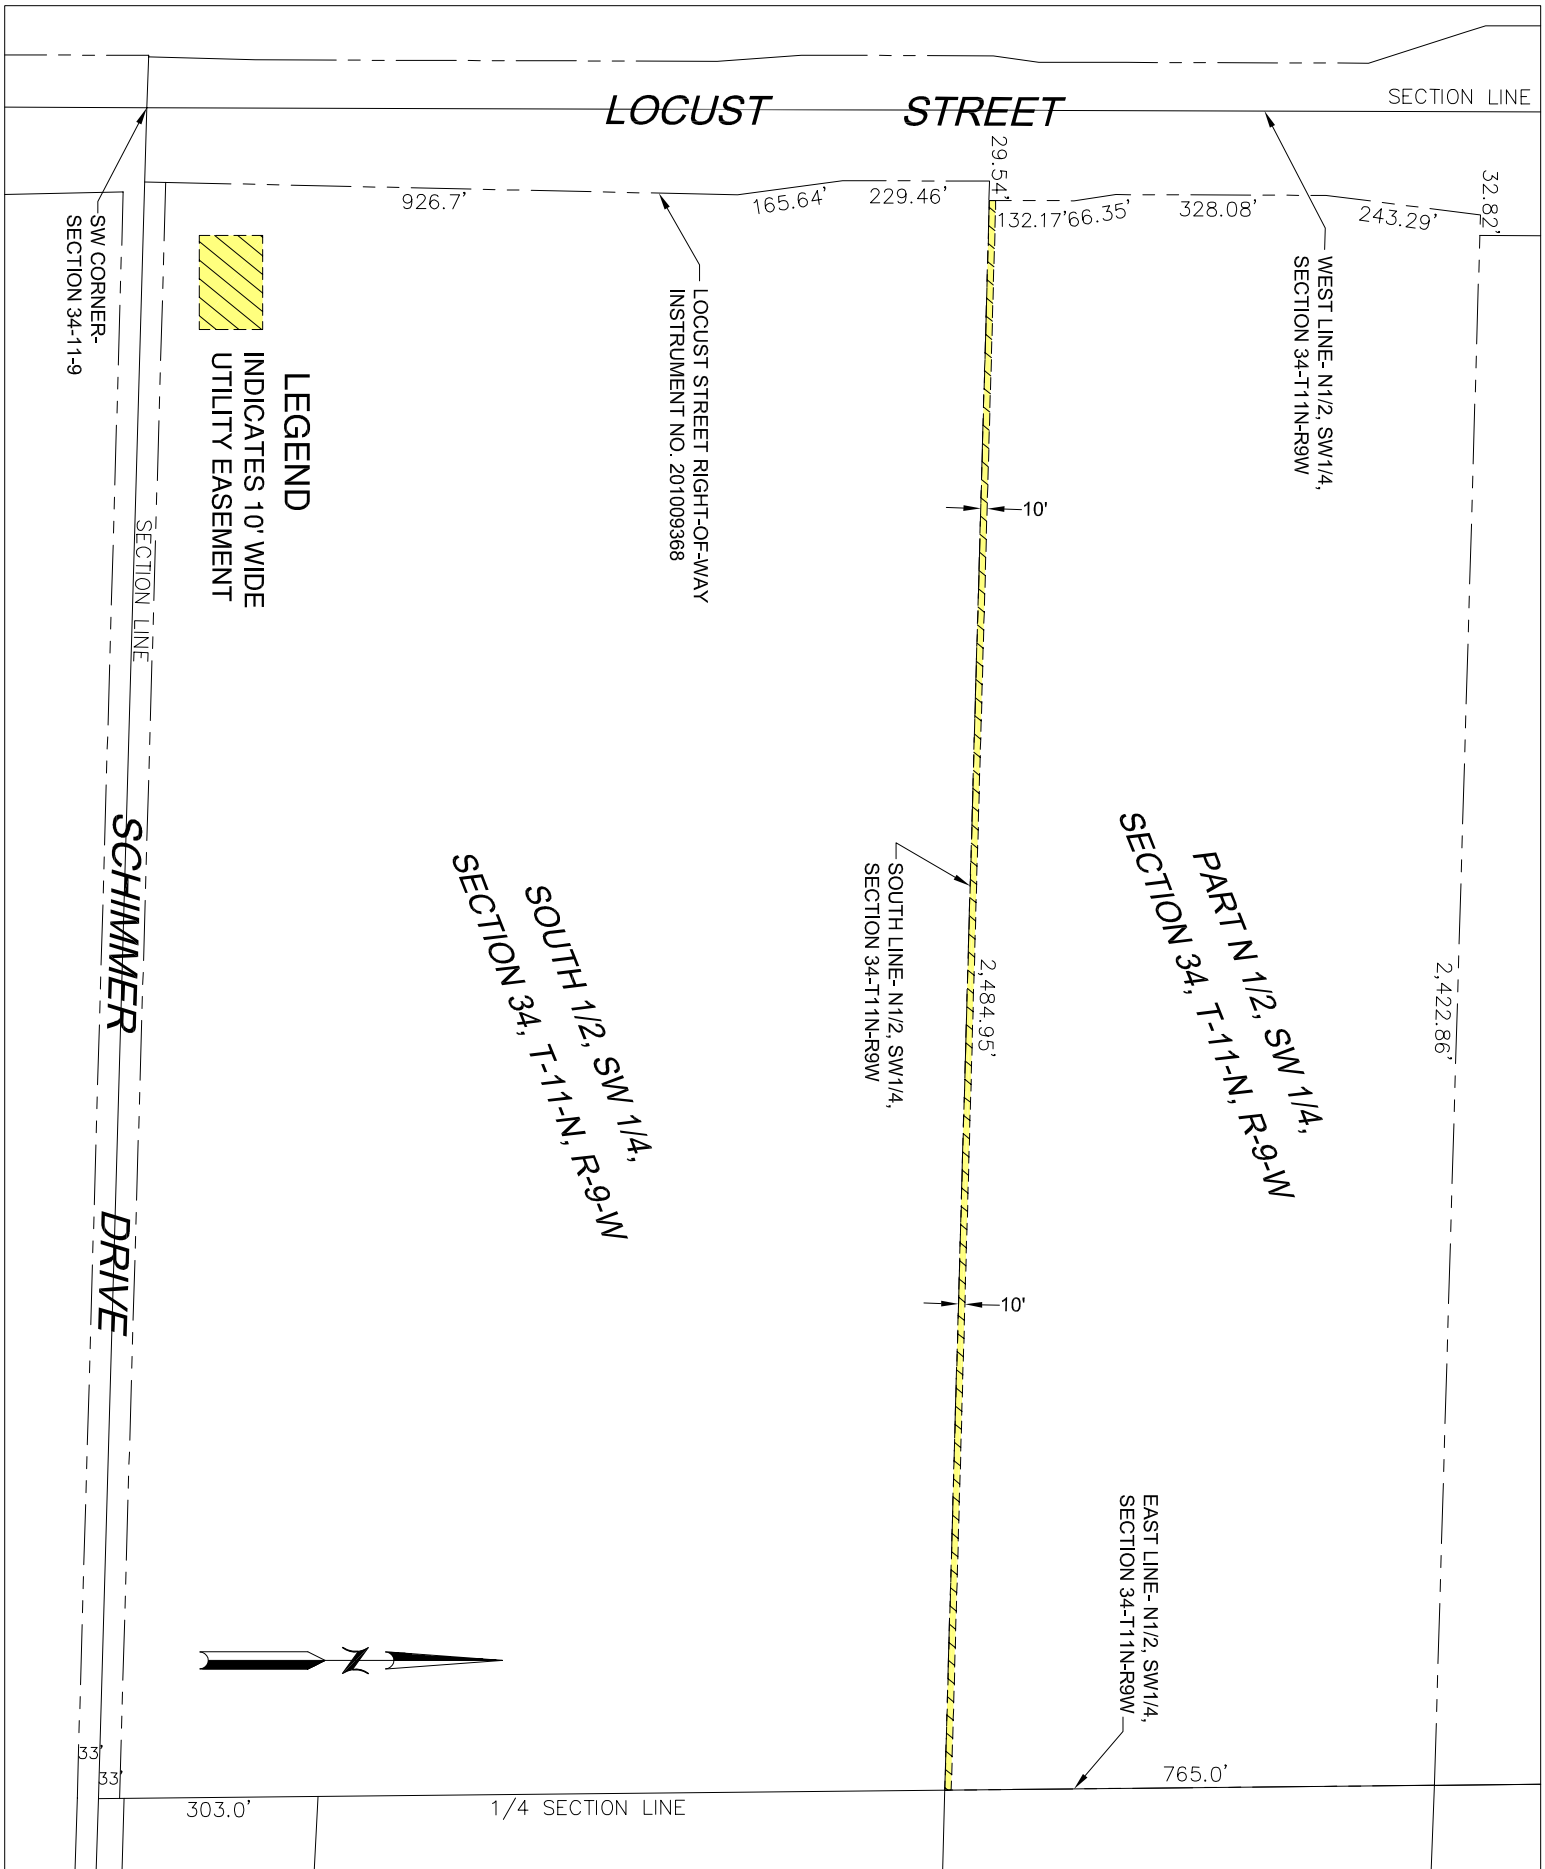 SECTION LINE
LOCUST STREET
29.54'
32.82'
926.7'
165.64'
229.46'
132.17'
66.35'
328.08'
243.29'
SW CORNER-
SECTION 34-11-9
WEST LINE- N1/2, SW1/4,
SECTION 34-T11N-R9W
LOCUST STREET RIGHT-OF-WAY
INSTRUMENT NO. 201009368
LEGEND
INDICATES 10' WIDE
UTILITY EASEMENT
SECTION LINE
10'
SCHIMMER DRIVE
SOUTH 1/2, SW 1/4,
SECTION 34, T-11-N, R-9-W
SOUTH LINE- N1/2, SW1/4,
SECTION 34-T11N-R9W
2,484.95'
PART N 1/2, SW 1/4,
SECTION 34, T-11-N, R-9-W
2,422.86'
10'
EAST LINE- N1/2, SW1/4,
SECTION 34-T11N-R9W
N
33'
33'
765.0'
303.0'
1/4 SECTION LINE